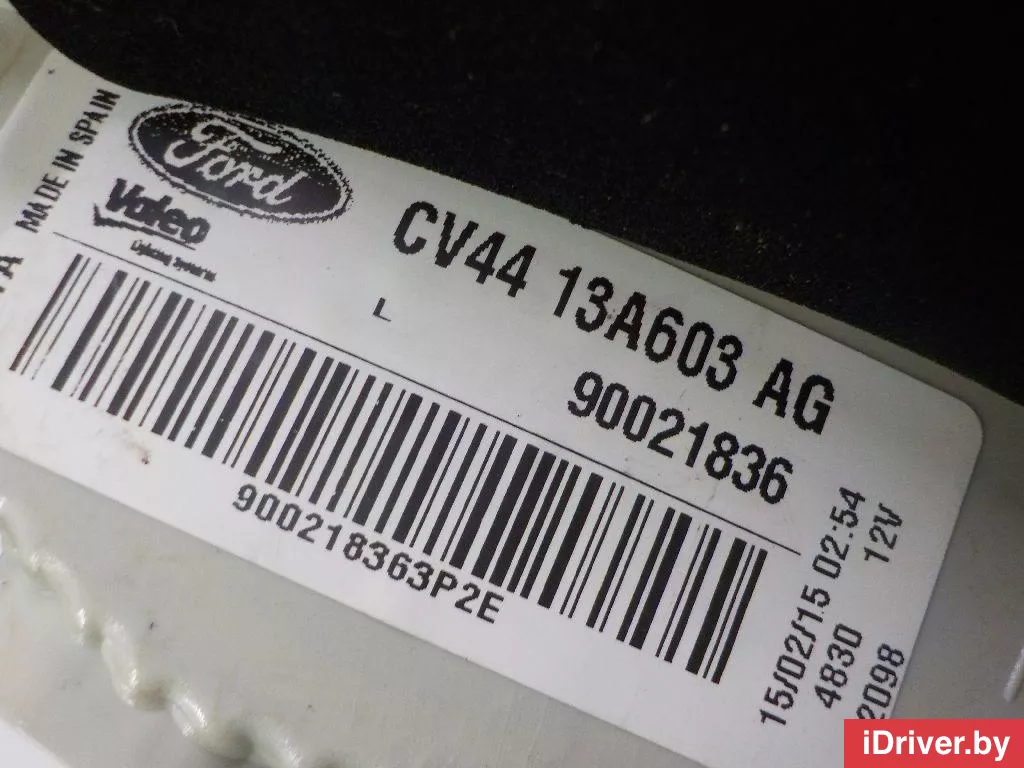 MADE IN SPAIN
Ford
Valeo
Lighting Systems
CV44 13A603 AG
L
90021836
900218363P2E
15/02/15 02:54
4830 12V
2098
iDriver.by